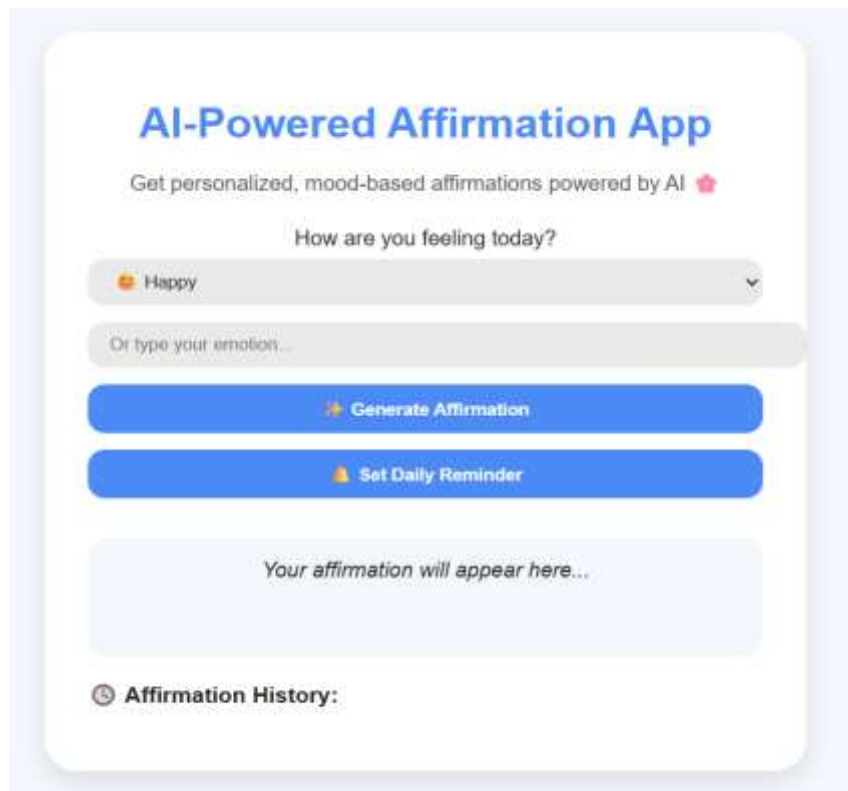 AI-Powered Affirmation App
Get personalized, mood-based affirmations powered by AI 🌸
How are you feeling today?
😊 Happy
Or type your emotion...
✨ Generate Affirmation
🔔 Set Daily Reminder
Your affirmation will appear here...
🕒 Affirmation History: